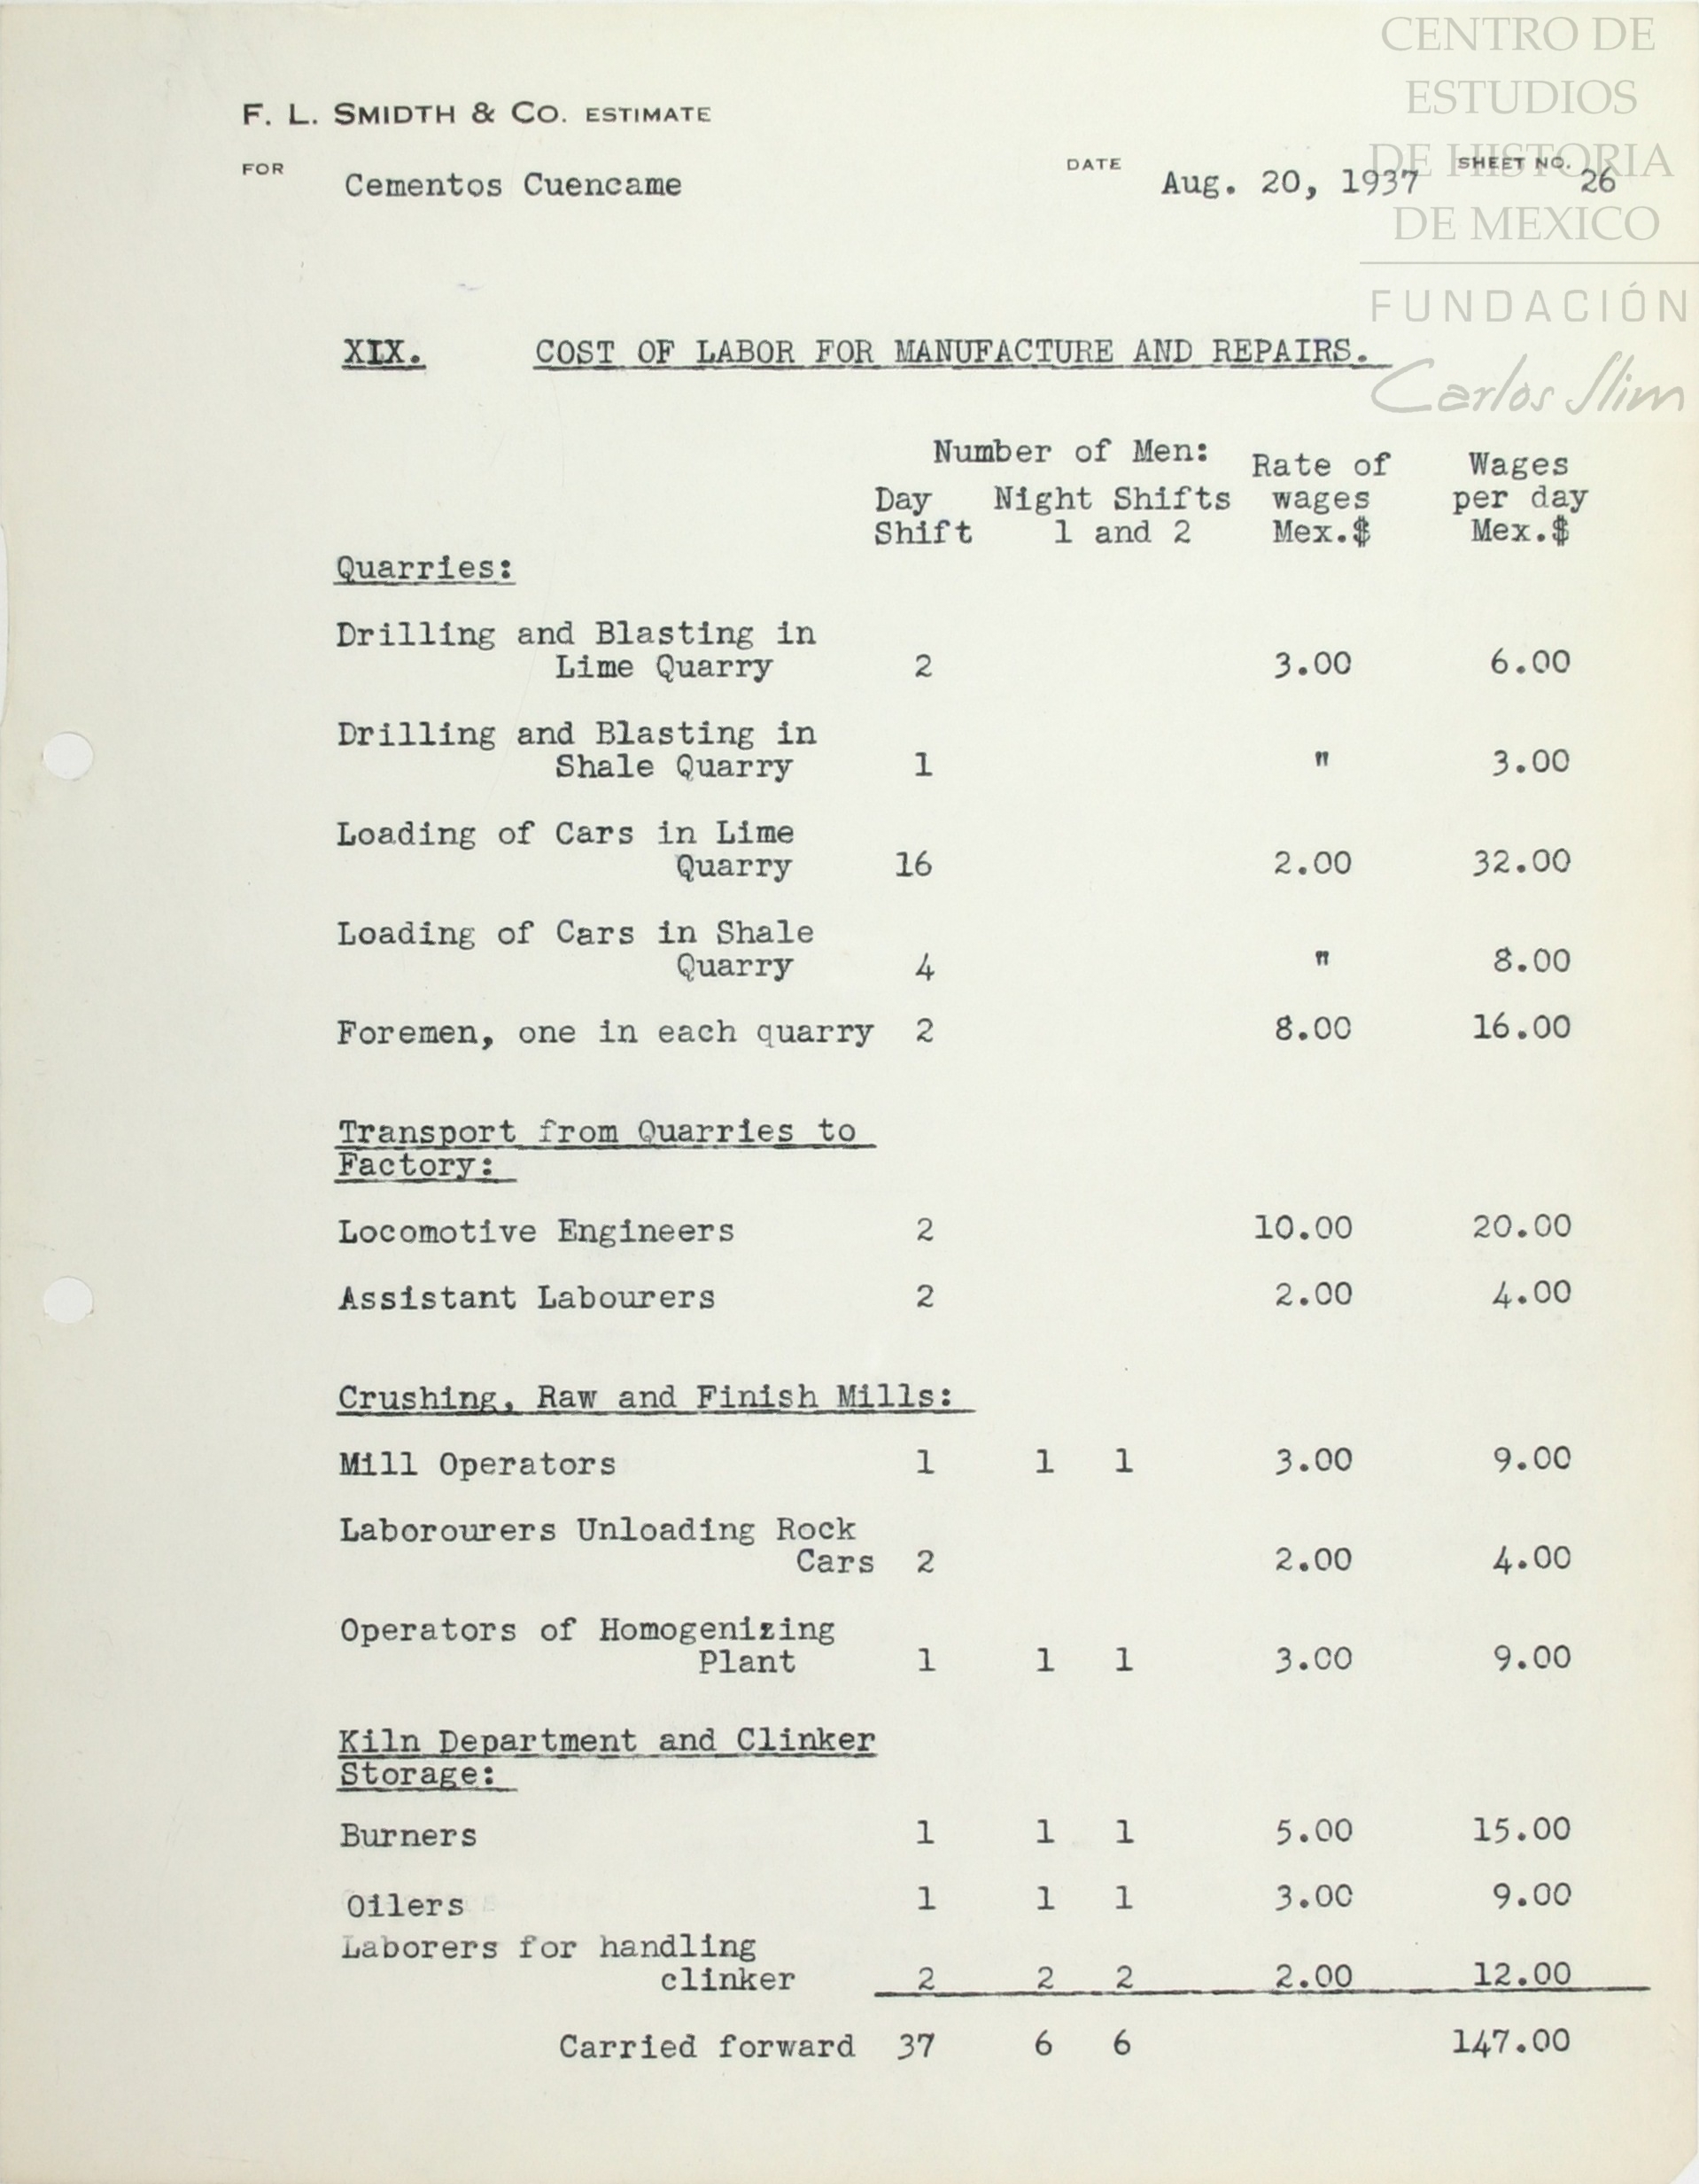 CENTRO DE
ESTUDIOS
DE HISTORIA
DE MEXICO
FUNDACIÓN
Carlos Slim
F. L. SMIDTH & CO. ESTIMATE
FOR Cementos Cuencame DATE Aug. 20, 1937 SHEET NO. 26
XIX. COST OF LABOR FOR MANUFACTURE AND REPAIRS.
Number of Men: Rate of Wages
Day Night Shifts wages per day
Shift 1 and 2 Mex.$ Mex.$
Quarries:
Drilling and Blasting in
Lime Quarry 2 3.00 6.00
Drilling and Blasting in
Shale Quarry 1 " 3.00
Loading of Cars in Lime
Quarry 16 2.00 32.00
Loading of Cars in Shale
Quarry 4 " 8.00
Foremen, one in each quarry 2 8.00 16.00
Transport from Quarries to
Factory:
Locomotive Engineers 2 10.00 20.00
Assistant Labourers 2 2.00 4.00
Crushing, Raw and Finish Mills:
Mill Operators 1 1 1 3.00 9.00
Laborourers Unloading Rock
Cars 2 2.00 4.00
Operators of Homogenizing
Plant 1 1 1 3.00 9.00
Kiln Department and Clinker
Storage:
Burners 1 1 1 5.00 15.00
Oilers 1 1 1 3.00 9.00
Laborers for handling
clinker 2 2 2 2.00 12.00
Carried forward 37 6 6 147.00